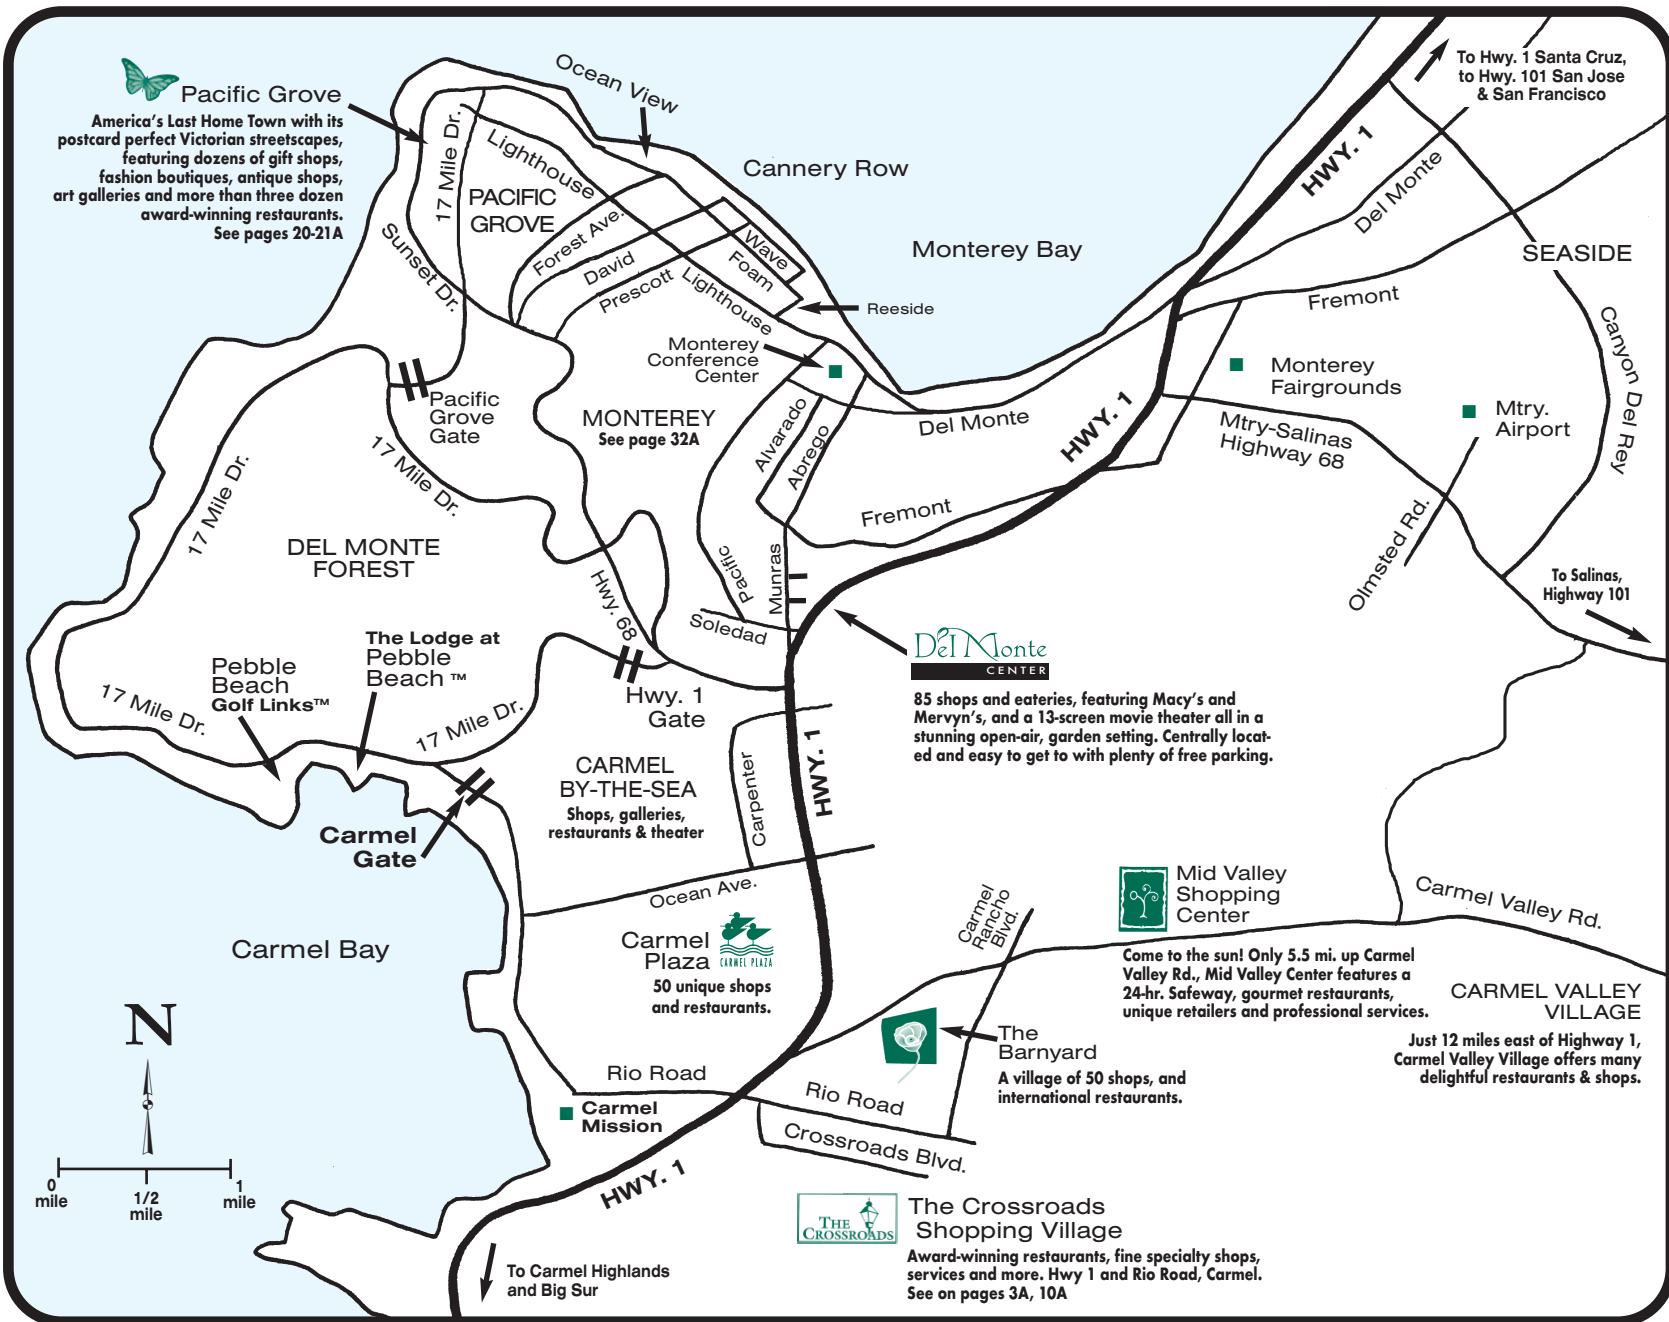 Pacific Grove
America's Last Home Town with its
postcard perfect Victorian streetscapes,
featuring dozens of gift shops,
fashion boutiques, antique shops,
art galleries and more than three dozen
award-winning restaurants.
See pages 20-21A
Ocean View
Cannery Row
Monterey Bay
To Hwy. 1 Santa Cruz,
to Hwy. 101 San Jose
& San Francisco
HWY. 1
Del Monte
SEASIDE
Canyon Del Rey
Fremont
17 Mile Dr.
Lighthouse
PACIFIC
GROVE
Sunset Dr.
Forest Ave.
David
Prescott
Lighthouse
Wave
Foam
Reeside
Monterey
Conference
Center
Monterey
Fairgrounds
Mtry.
Airport
Mtry-Salinas
Highway 68
Olmsted Rd.
To Salinas,
Highway 101
Pacific
Grove
Gate
MONTEREY
See page 32A
Alvarado
Abrego
Del Monte
HWY. 1
Fremont
17 Mile Dr.
17 Mile Dr.
DEL MONTE
FOREST
Hwy. 68
Pacific
Munras
Soledad
Del Monte
CENTER
85 shops and eateries, featuring Macy's and
Mervyn's, and a 13-screen movie theater all in a
stunning open-air, garden setting. Centrally locat-
ed and easy to get to with plenty of free parking.
The Lodge at
Pebble
Beach ™
Pebble
Beach
Golf Links™
17 Mile Dr.
17 Mile Dr.
Hwy. 1
Gate
CARMEL
BY-THE-SEA
Shops, galleries,
restaurants & theater
Carpenter
HWY. 1
Carmel
Gate
Ocean Ave.
Carmel Bay
Carmel
Plaza
CARMEL PLAZA
50 unique shops
and restaurants.
Carmel
Rancho
Blvd.
Mid Valley
Shopping
Center
Come to the sun! Only 5.5 mi. up Carmel
Valley Rd., Mid Valley Center features a
24-hr. Safeway, gourmet restaurants,
unique retailers and professional services.
Carmel Valley Rd.
CARMEL VALLEY
VILLAGE
Just 12 miles east of Highway 1,
Carmel Valley Village offers many
delightful restaurants & shops.
The
Barnyard
A village of 50 shops, and
international restaurants.
Rio Road
Rio Road
Crossroads Blvd.
Carmel
Mission
HWY. 1
N
0
mile
1/2
mile
1
mile
THE
CROSSROADS
The Crossroads
Shopping Village
Award-winning restaurants, fine specialty shops,
services and more. Hwy 1 and Rio Road, Carmel.
See on pages 3A, 10A
To Carmel Highlands
and Big Sur